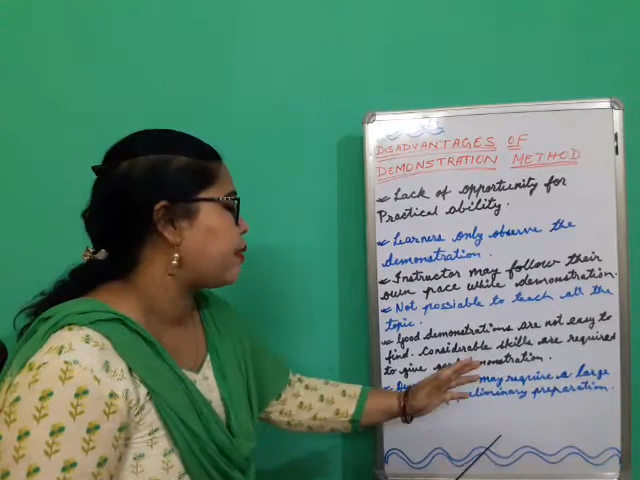 DISADVANTAGES OF
DEMONSTRATION METHOD
Lack of opportunity for
Practical ability.
Learners only observe the
demonstration.
Instructor may follow their
own pace while demonstration.
Not possiable to teach all the
topic.
Good demonstrations are not easy to
find. Considerable skills are required
to give demonstration.
may require a large
preliminary preparation.